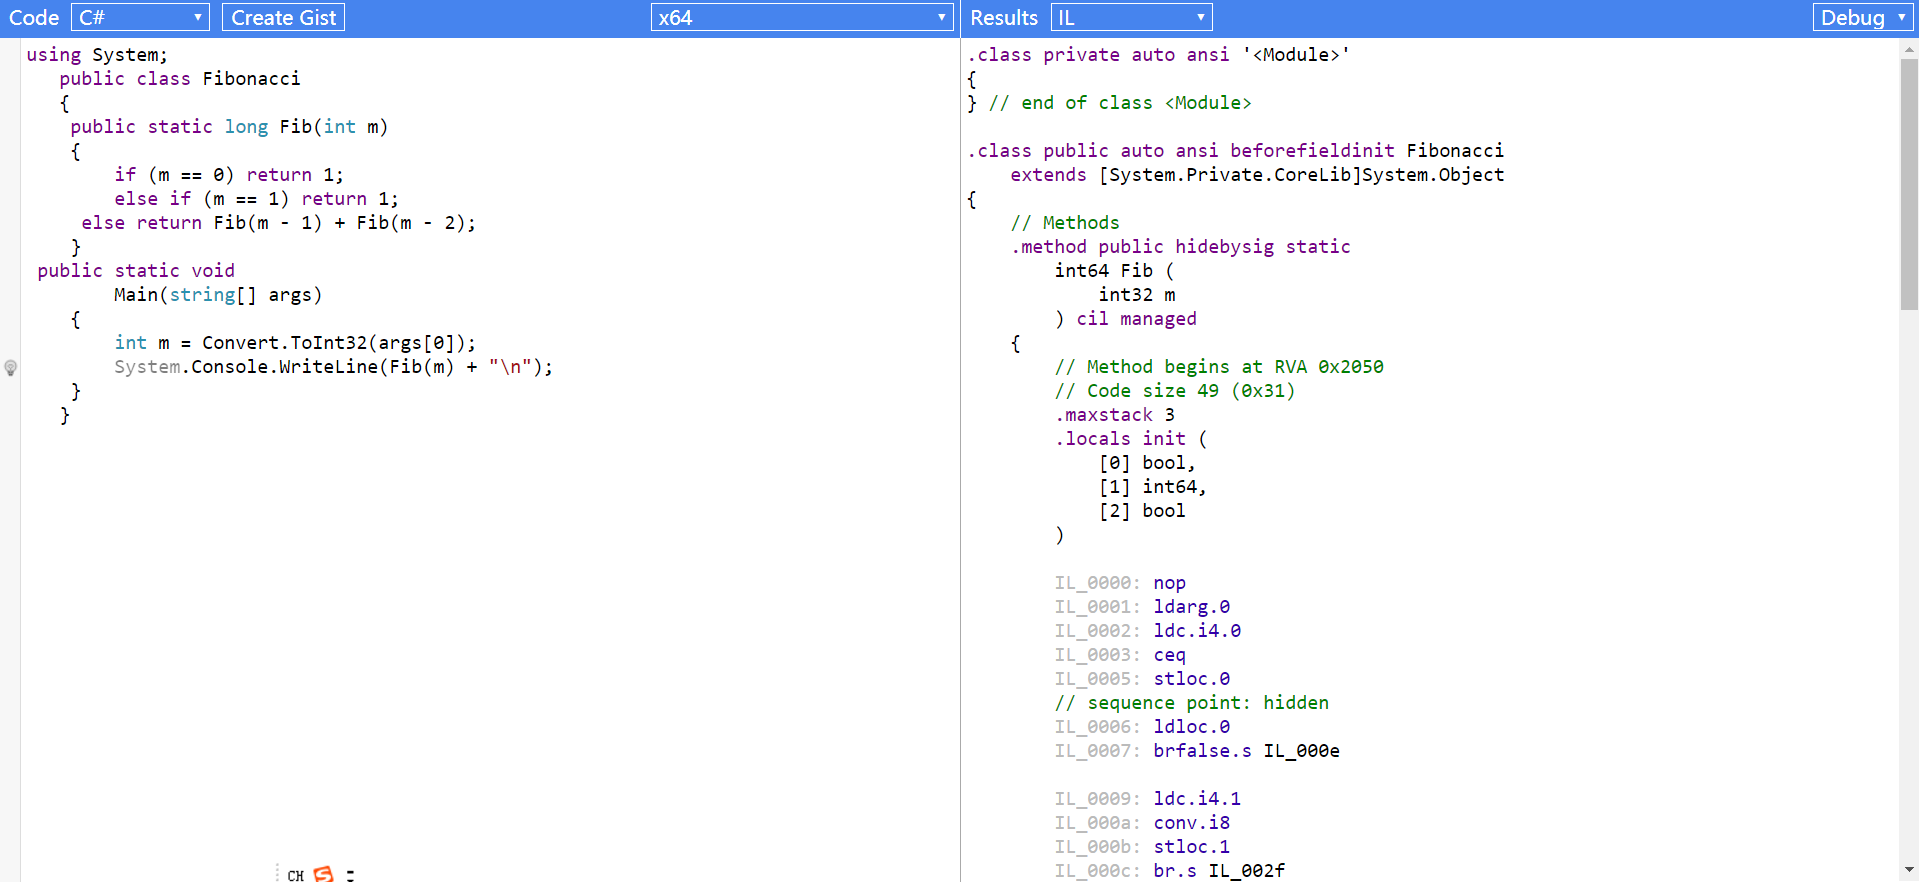 Code C# Create Gist x64 Results IL Debug
using System;
public class Fibonacci
{
public static long Fib(int m)
{
if (m == 0) return 1;
else if (m == 1) return 1;
else return Fib(m - 1) + Fib(m - 2);
}
public static void
Main(string[] args)
{
int m = Convert.ToInt32(args[0]);
System.Console.WriteLine(Fib(m) + "\n");
}
}
CH S
.class private auto ansi '<Module>'
{
} // end of class <Module>
.class public auto ansi beforefieldinit Fibonacci
extends [System.Private.CoreLib]System.Object
{
// Methods
.method public hidebysig static
int64 Fib (
int32 m
) cil managed
{
// Method begins at RVA 0x2050
// Code size 49 (0x31)
.maxstack 3
.locals init (
[0] bool,
[1] int64,
[2] bool
)
IL_0000: nop
IL_0001: ldarg.0
IL_0002: ldc.i4.0
IL_0003: ceq
IL_0005: stloc.0
// sequence point: hidden
IL_0006: ldloc.0
IL_0007: brfalse.s IL_000e
IL_0009: ldc.i4.1
IL_000a: conv.i8
IL_000b: stloc.1
IL_000c: br.s IL_002f